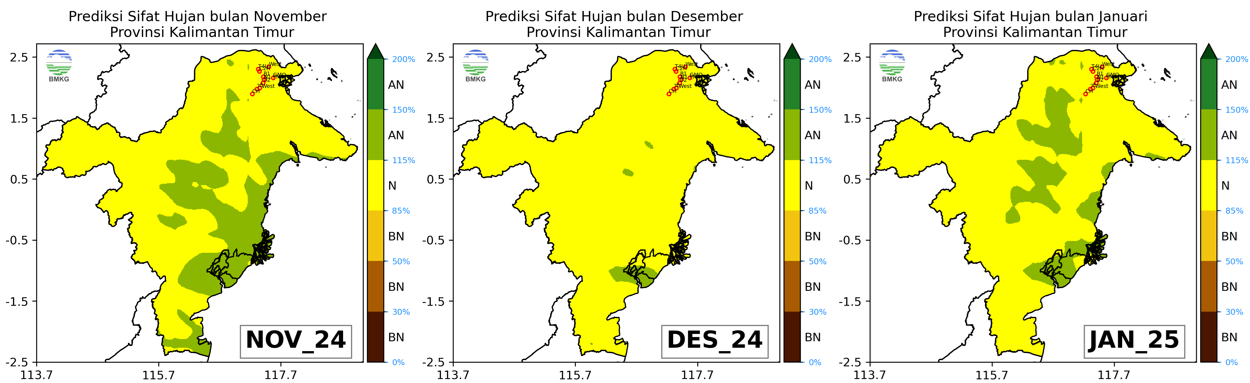 Prediksi Sifat Hujan bulan November
Provinsi Kalimantan Timur
2.5
1.5
0.5
-0.5
-1.5
-2.5
113.7
115.7
117.7
BMKG
West
NOV_24
200%
AN
150%
AN
115%
N
85%
BN
50%
BN
30%
BN
0%
Prediksi Sifat Hujan bulan Desember
Provinsi Kalimantan Timur
2.5
1.5
0.5
-0.5
-1.5
-2.5
113.7
115.7
117.7
BMKG
West
DES_24
200%
AN
150%
AN
115%
N
85%
BN
50%
BN
30%
BN
0%
Prediksi Sifat Hujan bulan Januari
Provinsi Kalimantan Timur
2.5
1.5
0.5
-0.5
-1.5
-2.5
113.7
115.7
117.7
BMKG
West
JAN_25
200%
AN
150%
AN
115%
N
85%
BN
50%
BN
30%
BN
0%